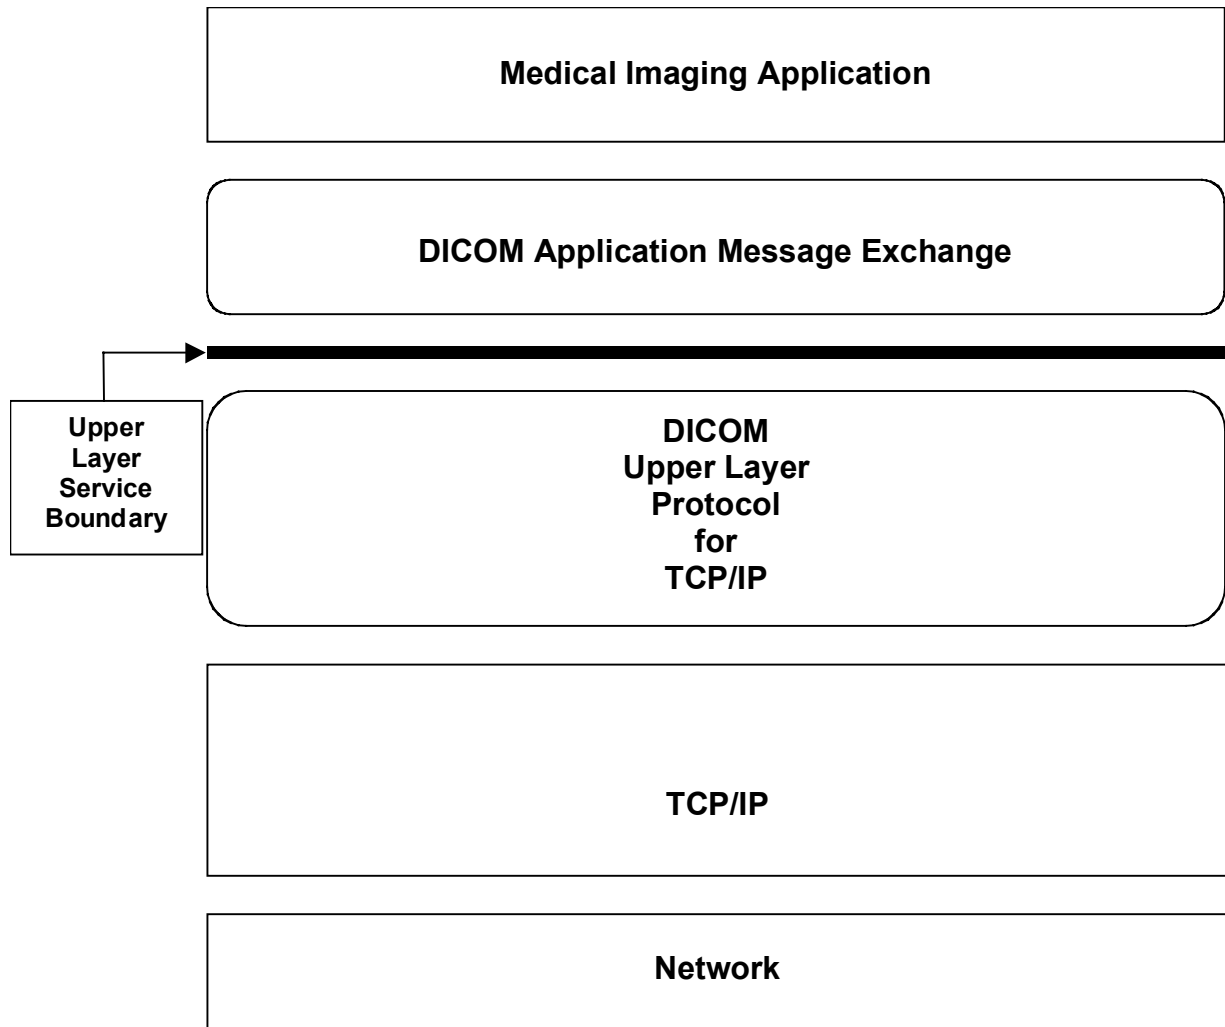 Medical Imaging Application
DICOM Application Message Exchange
Upper
Layer
Service
Boundary
DICOM
Upper Layer
Protocol
for
TCP/IP
TCP/IP
Network